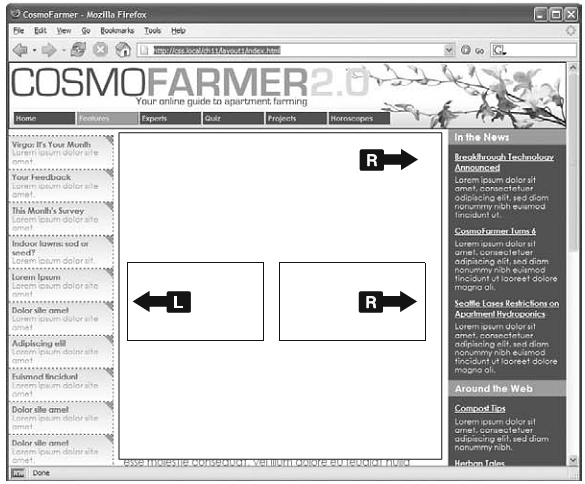 CosmoFarmer - Mozilla Firefox
File Edit View Go Bookmarks Tools Help
http://css.local/ch11/layout1/index.html
Go
COSMOFARMER2.0
Your online guide to apartment farming
Home Features Experts Quiz Projects Horoscopes
Virgo: It's Your Month
Lorem ipsum dolor site
amet.
Your Feedback
Lorem ipsum dolor site
amet.
This Month's Survey
Lorem ipsum dolor site
amet.
Indoor lawns: sod or
seed?
Lorem ipsum dolor sit.
Lorem Ipsum
Lorem ipsum dolor site
amet.
Dolor site amet
Lorem ipsum dolor site
amet.
Adipiscing elit
Lorem ipsum dolor site
amet.
Euismod tincidunt
Lorem ipsum dolor site
amet.
Dolor site amet
Lorem ipsum dolor site
amet.
Dolor site amet
Lorem ipsum dolor site
amet.
R
L
R
esse molestie consequat, vel illum dolore eu feugiat nulla
In the News
Breakthrough Technology
Announced
Lorem ipsum dolor sit
amet, consectetuer
adipiscing elit, sed diam
nonummy nibh euismod
tincidunt ut.
CosmoFarmer Turns 6
Lorem ipsum dolor sit
amet, consectetuer
adipiscing elit, sed diam
nonummy nibh euismod
tincidunt ut laoreet dolore
magna ali.
Seattle Lases Restrictions on
Apartment Hydroponics
Lorem ipsum dolor sit
amet, consectetuer
adipiscing elit, sed diam
nonummy nibh euismod
tincidunt ut laoreet dolore
magna ali.
Around the Web
Compost Tips
Lorem ipsum dolor sit
amet, consectetuer
adipiscing elit, sed diam
nonummy nibh.
Herban Tales
Done